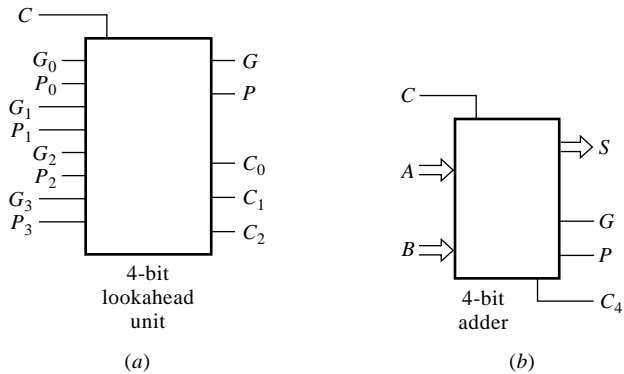 C
G₀
P₀
G₁
P₁
G₂
P₂
G₃
P₃
G
P
C₀
C₁
C₂
4-bit
lookahead
unit
(a)
C
A
B
S
G
P
C₄
4-bit
adder
(b)